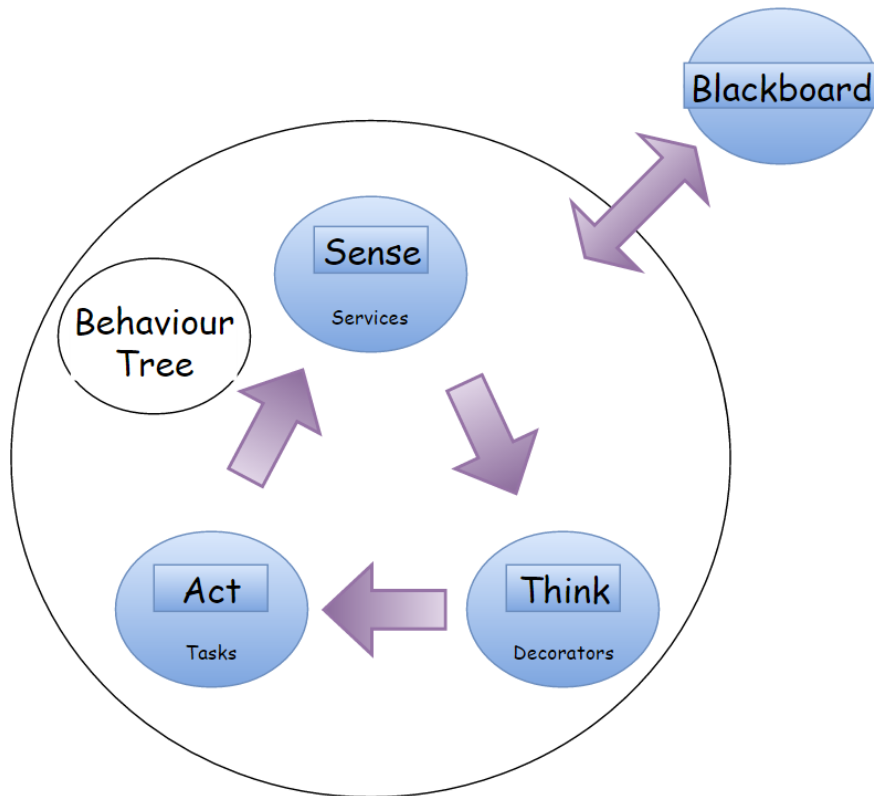 Blackboard
Sense
Services
Behaviour
Tree
Act
Tasks
Think
Decorators